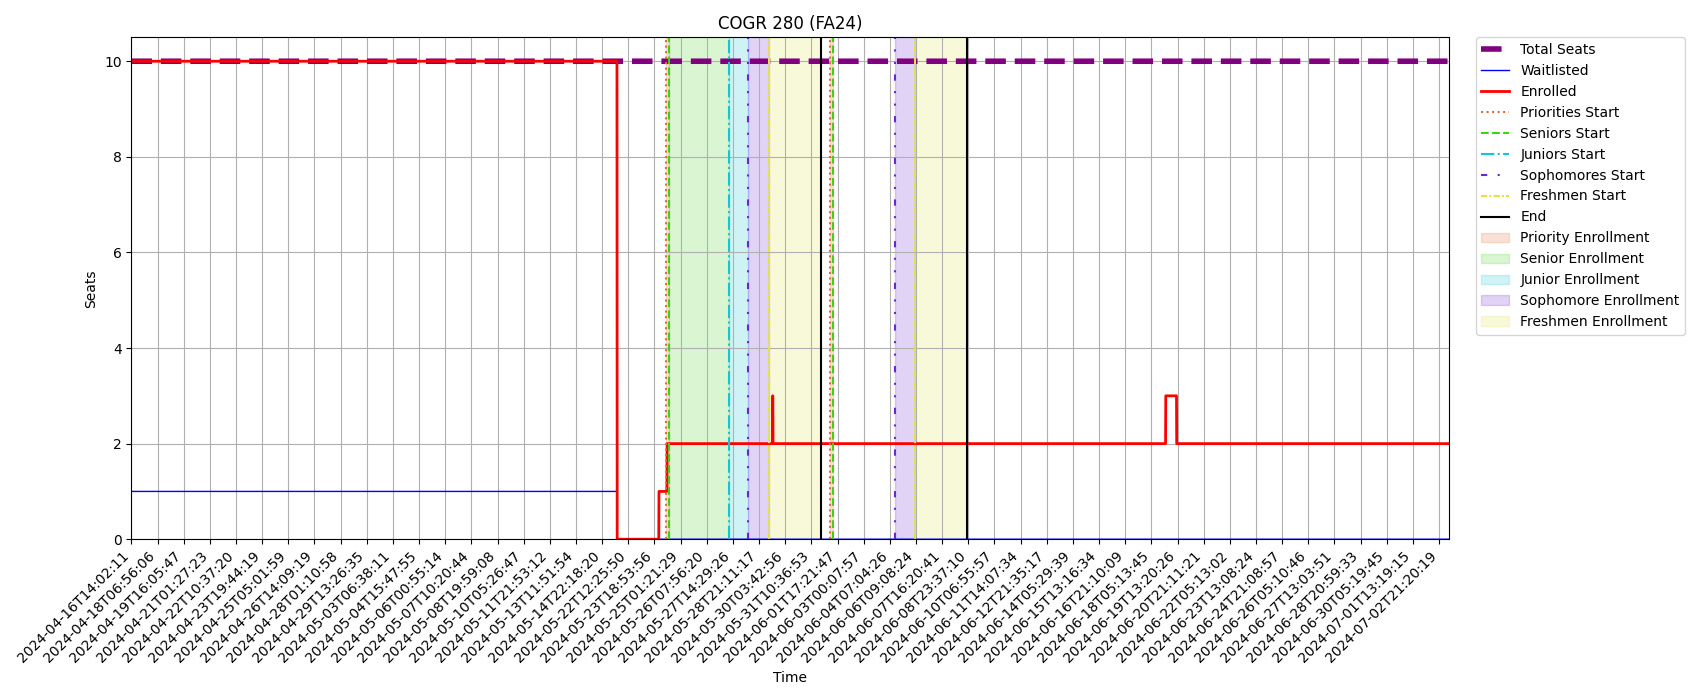 COGR 280 (FA24)
Total Seats
Waitlisted
Enrolled
Priorities Start
Seniors Start
Juniors Start
Sophomores Start
Freshmen Start
End
Priority Enrollment
Senior Enrollment
Junior Enrollment
Sophomore Enrollment
Freshmen Enrollment
Seats
10
8
6
4
2
0
2024-04-16T14:02:11
2024-04-18T06:56:06
2024-04-19T16:05:47
2024-04-21T01:27:23
2024-04-22T10:37:20
2024-04-23T19:44:19
2024-04-25T05:01:59
2024-04-26T14:09:19
2024-04-28T01:10:58
2024-04-29T13:26:35
2024-05-03T06:38:11
2024-05-04T15:47:55
2024-05-06T00:55:14
2024-05-07T10:20:44
2024-05-08T19:59:08
2024-05-10T05:26:47
2024-05-11T21:53:12
2024-05-13T11:51:54
2024-05-14T22:18:20
2024-05-22T12:25:50
2024-05-23T18:53:56
2024-05-25T01:21:29
2024-05-26T07:56:20
2024-05-27T14:29:26
2024-05-28T21:11:17
2024-05-30T03:42:56
2024-05-31T10:36:53
2024-06-01T17:21:47
2024-06-03T00:07:57
2024-06-04T07:04:26
2024-06-06T09:08:24
2024-06-07T16:20:41
2024-06-08T23:37:10
2024-06-10T06:55:57
2024-06-11T14:07:34
2024-06-12T21:35:17
2024-06-14T05:29:39
2024-06-15T13:16:34
2024-06-16T21:10:09
2024-06-18T05:13:45
2024-06-19T13:20:26
2024-06-20T21:11:21
2024-06-22T05:13:02
2024-06-23T13:08:24
2024-06-24T21:08:57
2024-06-26T05:10:46
2024-06-27T13:03:51
2024-06-28T20:59:33
2024-06-30T05:19:45
2024-07-01T13:19:15
2024-07-02T21:20:19
Time